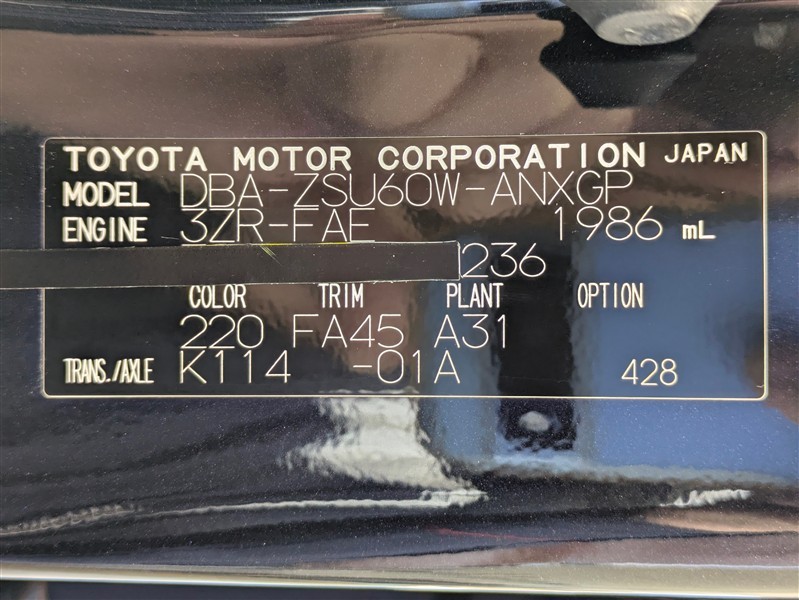 TOYOTA MOTOR CORPORATION JAPAN
MODEL DBA-ZSU60W-ANXGP
ENGINE 3ZR-FAE 1986 mL
236
COLOR TRIM PLANT OPTION
220 FA45 A31
TRANS./AXLE K114 -01A 428